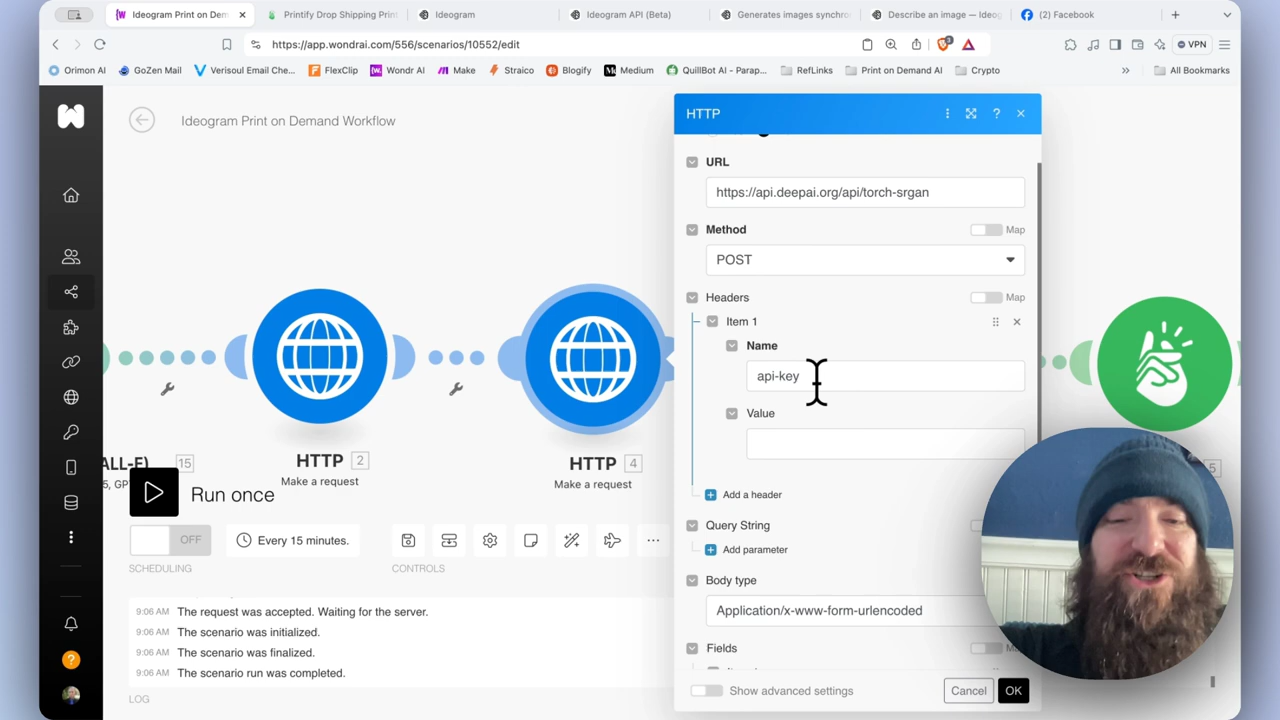 Ideogram Print on Demand
Printify Drop Shipping Print
Ideogram
Ideogram API (Beta)
Generates images synchro
Describe an image — Ideog
(2) Facebook
https://app.wondrai.com/556/scenarios/10552/edit
3
VPN
Orimon AI
GoZen Mail
Verisoul Email Che...
FlexClip
Wondr AI
Make
Straico
Blogify
Medium
QuillBot AI - Parap...
RefLinks
Print on Demand AI
Crypto
»
All Bookmarks
W
Ideogram Print on Demand Workflow
HTTP
URL
https://api.deepai.org/api/torch-srgan
Method
Map
POST
Headers
Map
Item 1
Name
api-key
Value
Add a header
Query String
Add parameter
Body type
Application/x-www-form-urlencoded
Fields
Show advanced settings
Cancel
OK
ALL-E)
15
HTTP
2
Make a request
HTTP
4
Make a request
5
Run once
OFF
Every 15 minutes.
SCHEDULING
CONTROLS
9:06 AM The request was accepted. Waiting for the server.
9:06 AM The scenario was initialized.
9:06 AM The scenario was finalized.
9:06 AM The scenario run was completed.
LOG